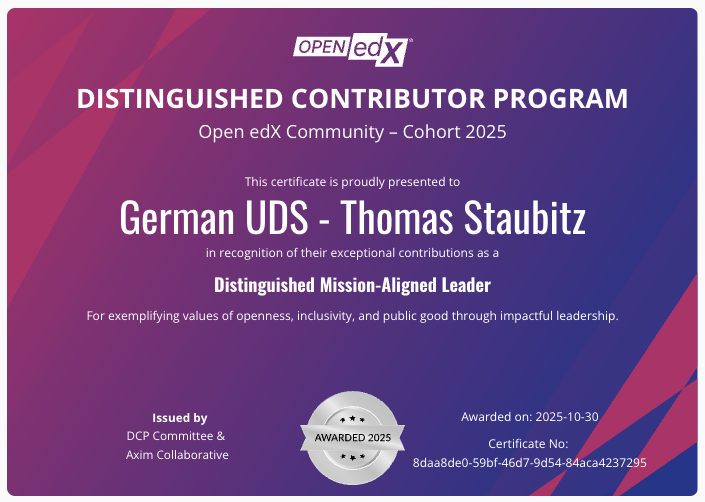 OPEN edX
DISTINGUISHED CONTRIBUTOR PROGRAM
Open edX Community – Cohort 2025
This certificate is proudly presented to
German UDS - Thomas Staubitz
in recognition of their exceptional contributions as a
Distinguished Mission-Aligned Leader
For exemplifying values of openness, inclusivity, and public good through impactful leadership.
Issued by
DCP Committee &
Axim Collaborative
AWARDED 2025
Awarded on: 2025-10-30
Certificate No:
8daa8de0-59bf-46d7-9d54-84aca4237295